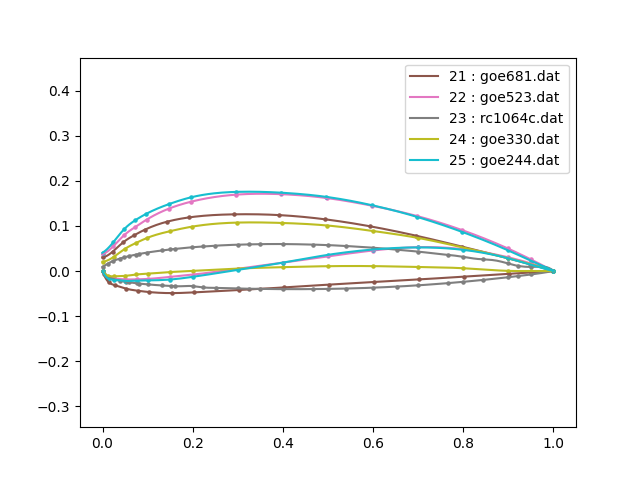 21 : goe681.dat
22 : goe523.dat
23 : rc1064c.dat
24 : goe330.dat
25 : goe244.dat
0.4
0.3
0.2
0.1
0.0
−0.1
−0.2
−0.3
0.0 0.2 0.4 0.6 0.8 1.0